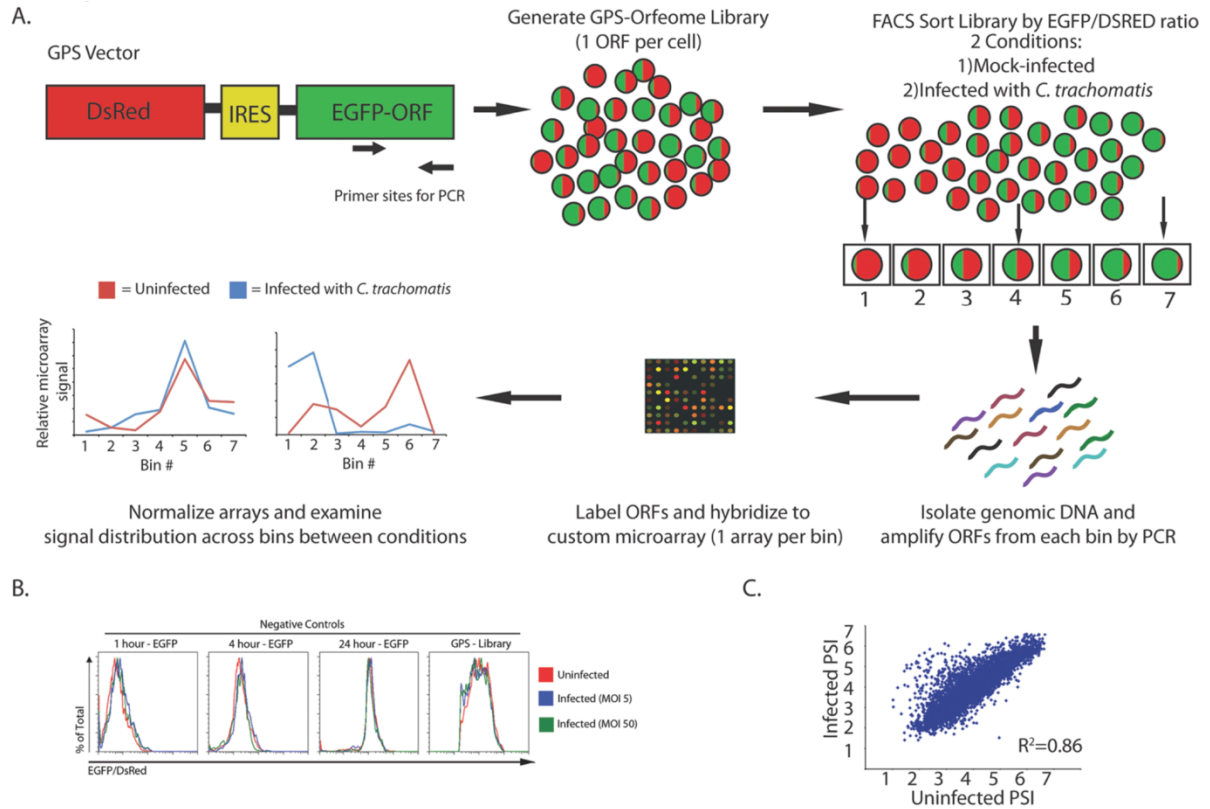 A.
GPS Vector
DsRed
IRES
EGFP-ORF
Primer sites for PCR
Generate GPS-Orfeome Library
(1 ORF per cell)
FACS Sort Library by EGFP/DSRED ratio
2 Conditions:
1)Mock-infected
2)Infected with C. trachomatis
1 2 3 4 5 6 7
= Uninfected
= Infected with C. trachomatis
Relative microarray
signal
1 2 3 4 5 6 7
Bin #
1 2 3 4 5 6 7
Bin #
Normalize arrays and examine
signal distribution across bins between conditions
Label ORFs and hybridize to
custom microarray (1 array per bin)
Isolate genomic DNA and
amplify ORFs from each bin by PCR
B.
Negative Controls
1 hour - EGFP
4 hour - EGFP
24 hour - EGFP
GPS - Library
% of Total
EGFP/DsRed
Uninfected
Infected (MOI 5)
Infected (MOI 50)
C.
Infected PSI
7
6
5
4
3
2
1
R²=0.86
1 2 3 4 5 6 7
Uninfected PSI